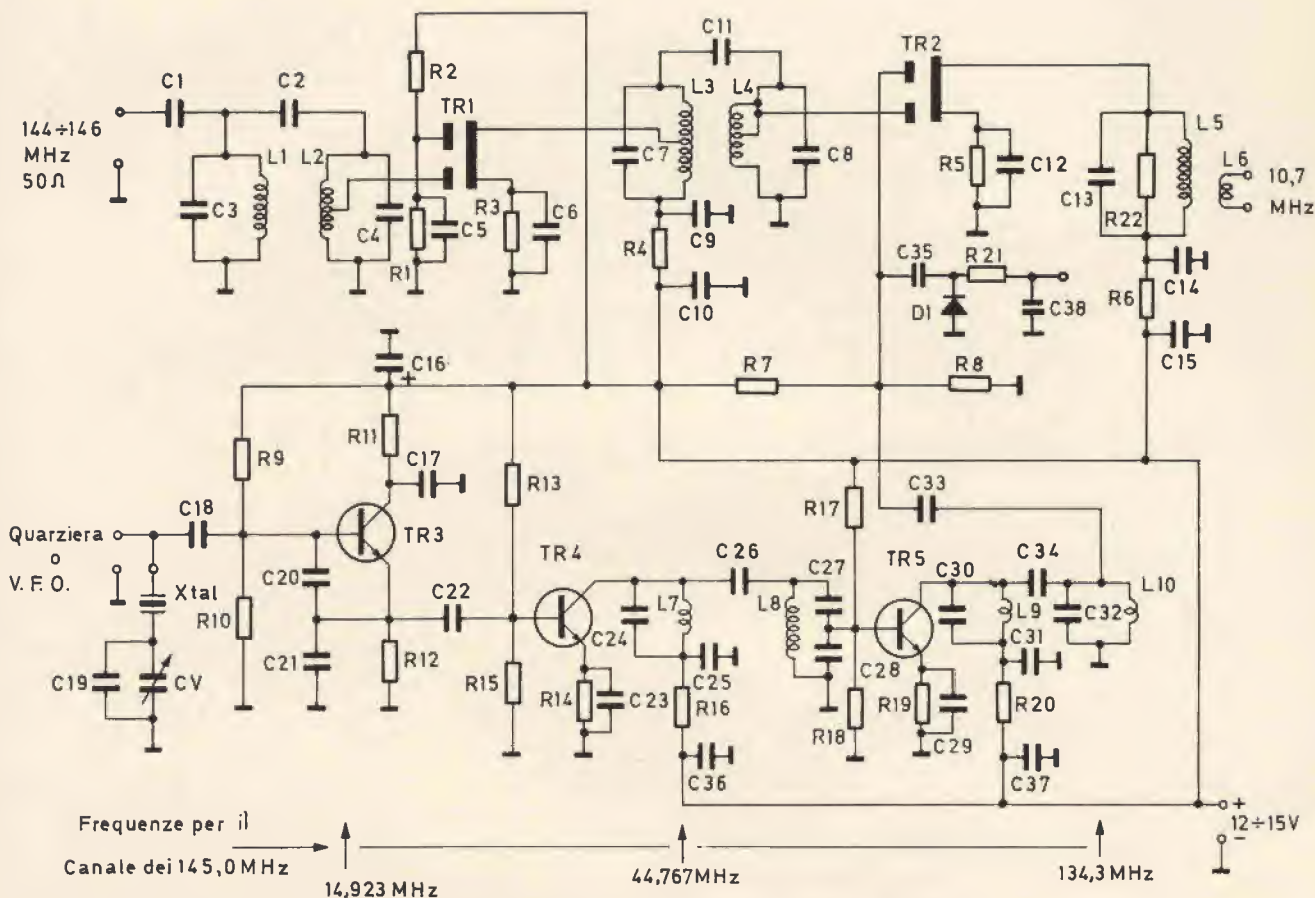 C1
C2
144÷146
MHz
50Ω
C3
L1
L2
C4
R2
TR1
R1
C5
R3
C6
C11
L3
L4
C7
C8
R4
C9
C10
TR2
R5
C12
L5
L6
C13
R22
10,7
MHz
C35
R21
D1
C38
R6
C14
C15
C16
+
R7
R8
R9
R11
C17
R13
C18
TR3
Quarziera
o
V.F.O.
Xtal
R10
C20
C21
R12
C22
C19
CV
TR4
R15
C24
L7
C26
R14
C23
C25
R16
C36
L8
C27
C28
R17
R18
C33
TR5
C30
C34
L9
L10
C32
C31
R19
C29
R20
C37
+
12÷15V
−
Frequenze per il
Canale dei 145,0MHz
14,923 MHz
44,767MHz
134,3MHz